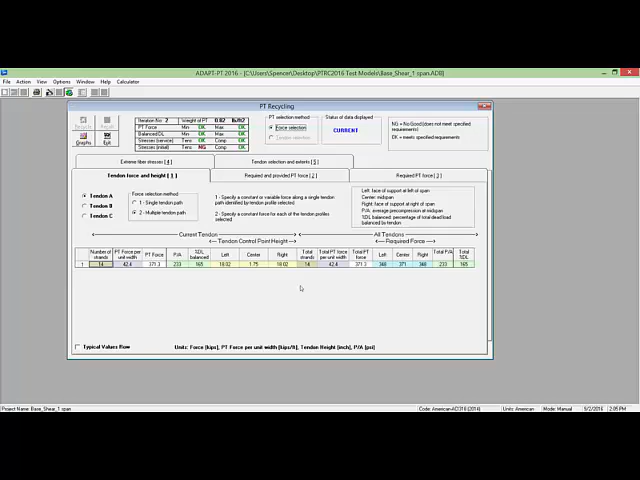 ADAPT-PT 2016 - [C:\Users\Spencer\Desktop\PTRC2016 Test Models\Base_Shear_1 span.ADB]
File Action View Options Window Help Calculator
PT Recycling
Recycle Recall
Graphs Exit
Iteration No: 2 Weight of PT 0.82 lb/ft2
PT Force Min OK Max OK
Balanced DL Min OK Max OK
Stresses (service) Tens OK Comp OK
Stresses (initial) Tens NG Comp OK
PT selection method
Force selection
Tendon selection
Status of data displayed
CURRENT
NG = No Good(does not meet specified requirements)
OK = meets specified requirements
Extreme fiber stresses [4]
Tendon selection and extents [5]
Tendon force and height [1]
Required and provided PT force [2]
Required PT force [3]
Tendon A
Tendon B
Tendon C
Force selection method
1 - Single tendon path
2 - Multiple tendon path
1 - Specify a constant or variable force along a single tendon path identified by tendon profile selected
2 - Specify a constant force for each of the tendon profiles selected
Left: face of support at left of span
Center: midspan
Right: face of support at right of span
P/A: average precompression at midspan
%DL balanced: percentage of total dead load balanced by tendon
Current Tendon
Tendon Control Point Height
All Tendons
Required Force
Number of strands PT Force per unit width PT Force P/A %DL balanced Left Center Right Total strands Total PT force per unit width Total PT force Left Center Right Total P/A Total %DL
1 14 42.4 371.3 233 165 18.02 1.75 18.02 14 42.4 371.3 348 371 348 233 165
Typical Values Row
Units: Force [kips], PT Force per unit width [kips/ft], Tendon Height [inch], P/A [psi]
Project Name: Base_Shear_1 span
Code: American-ACI318 (2014) Units: American Mode: Manual 5/2/2016 2:05 PM